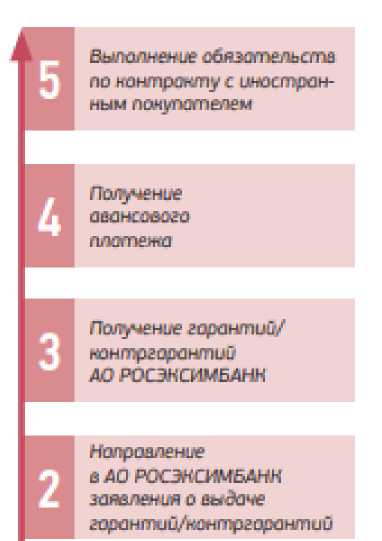 5
Выполнение обязательств
по контракту с иностран-
ным покупателем
4
Получение
авансового
платежа
3
Получение гарантий/
контргарантий
АО РОСЭКСИМБАНК
2
Направление
в АО РОСЭКСИМБАНК
заявления о выдаче
гарантий/контргарантий